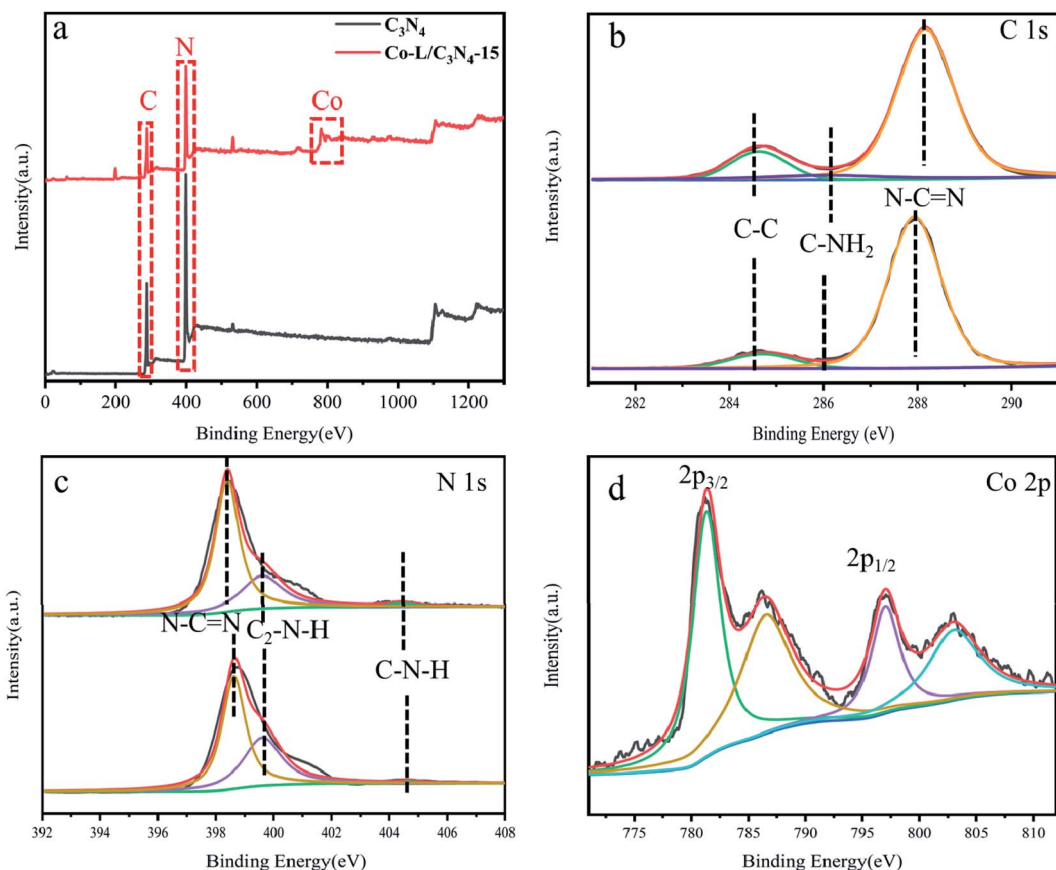 a
C₃N₄
Co-L/C₃N₄-15
N
C
Co
Intensity(a.u.)
0 200 400 600 800 1000 1200
Binding Energy(eV)
b
C 1s
N-C=N
C-C
C-NH₂
Intensity(a.u.)
282 284 286 288 290
Binding Energy (eV)
c
N 1s
N-C=N
C₂-N-H
C-N-H
Intensity(a.u.)
392 394 396 398 400 402 404 406 408
Binding Energy(eV)
d
Co 2p
2p₃/₂
2p₁/₂
Intensity(a.u.)
775 780 785 790 795 800 805 810
Binding Energy(eV)